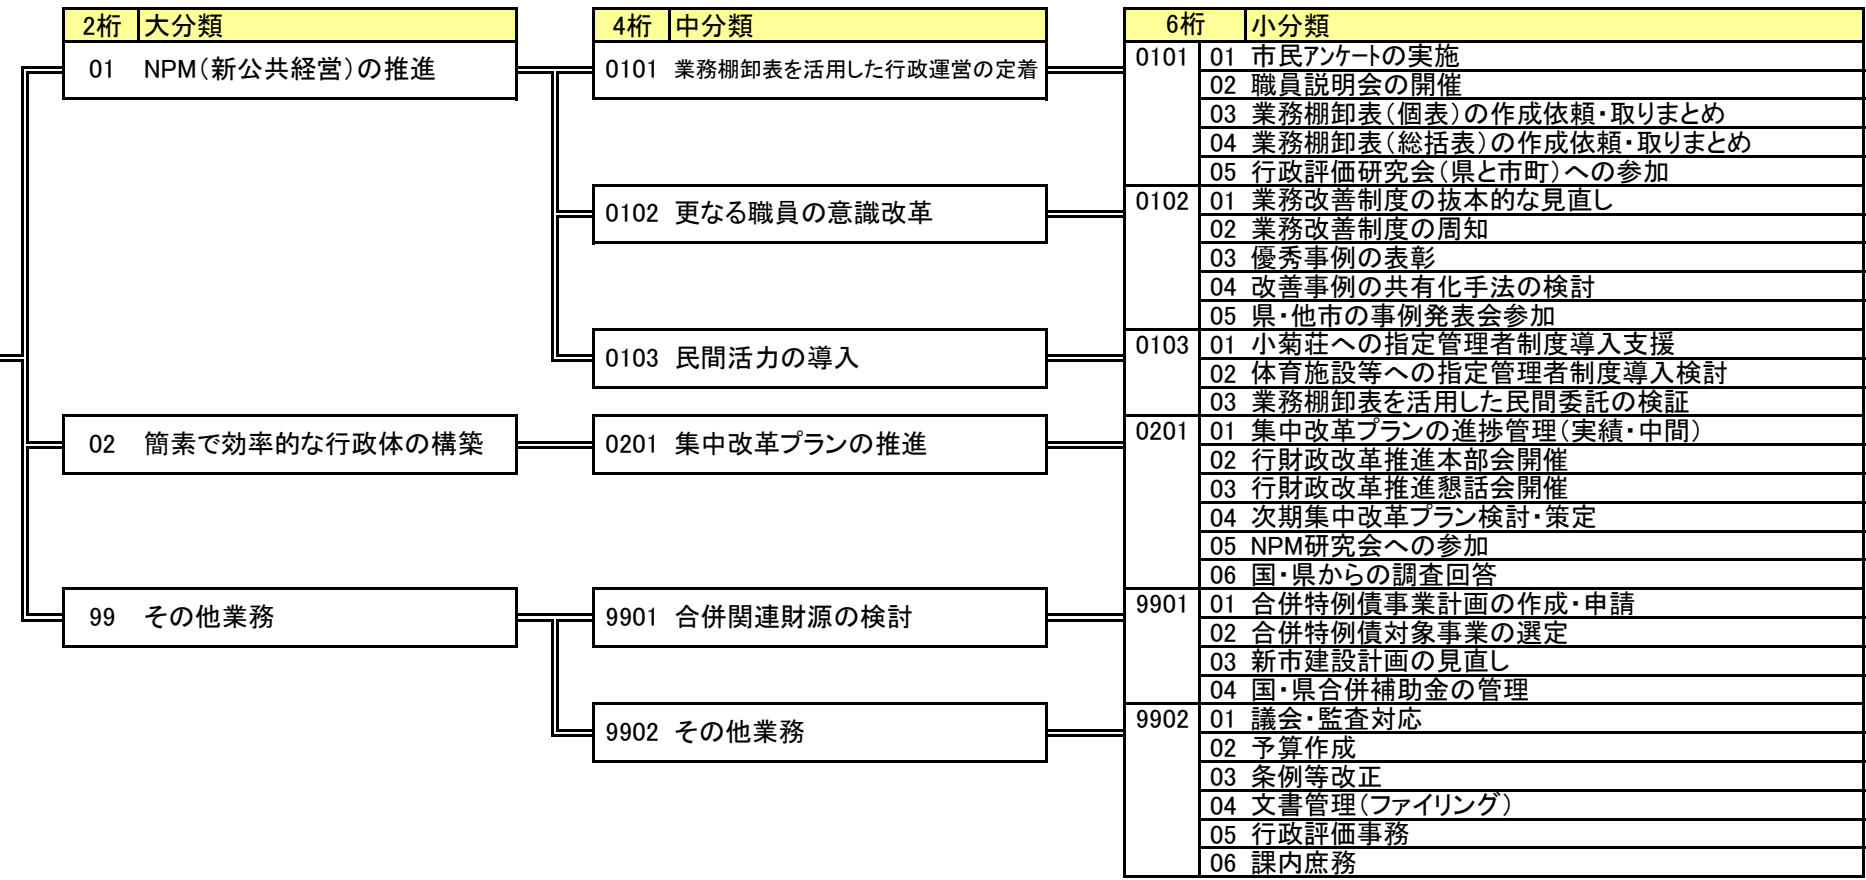 2桁 大分類 4桁 中分類 6桁 小分類
01 NPM（新公共経営）の推進 0101 業務棚卸表を活用した行政運営の定着 0101 01 市民アンケートの実施
02 職員説明会の開催
03 業務棚卸表（個表）の作成依頼・取りまとめ
04 業務棚卸表（総括表）の作成依頼・取りまとめ
05 行政評価研究会（県と市町）への参加
0102 更なる職員の意識改革 0102 01 業務改善制度の抜本的な見直し
02 業務改善制度の周知
03 優秀事例の表彰
04 改善事例の共有化手法の検討
05 県・他市の事例発表会参加
0103 民間活力の導入 0103 01 小菊荘への指定管理者制度導入支援
02 体育施設等への指定管理者制度導入検討
03 業務棚卸表を活用した民間委託の検証
02 簡素で効率的な行政体の構築 0201 集中改革プランの推進 0201 01 集中改革プランの進捗管理（実績・中間）
02 行財政改革推進本部会開催
03 行財政改革推進懇話会開催
04 次期集中改革プラン検討・策定
05 NPM研究会への参加
06 国・県からの調査回答
99 その他業務 9901 合併関連財源の検討 9901 01 合併特例債事業計画の作成・申請
02 合併特例債対象事業の選定
03 新市建設計画の見直し
04 国・県合併補助金の管理
9902 その他業務 9902 01 議会・監査対応
02 予算作成
03 条例等改正
04 文書管理（ファイリング）
05 行政評価事務
06 課内庶務